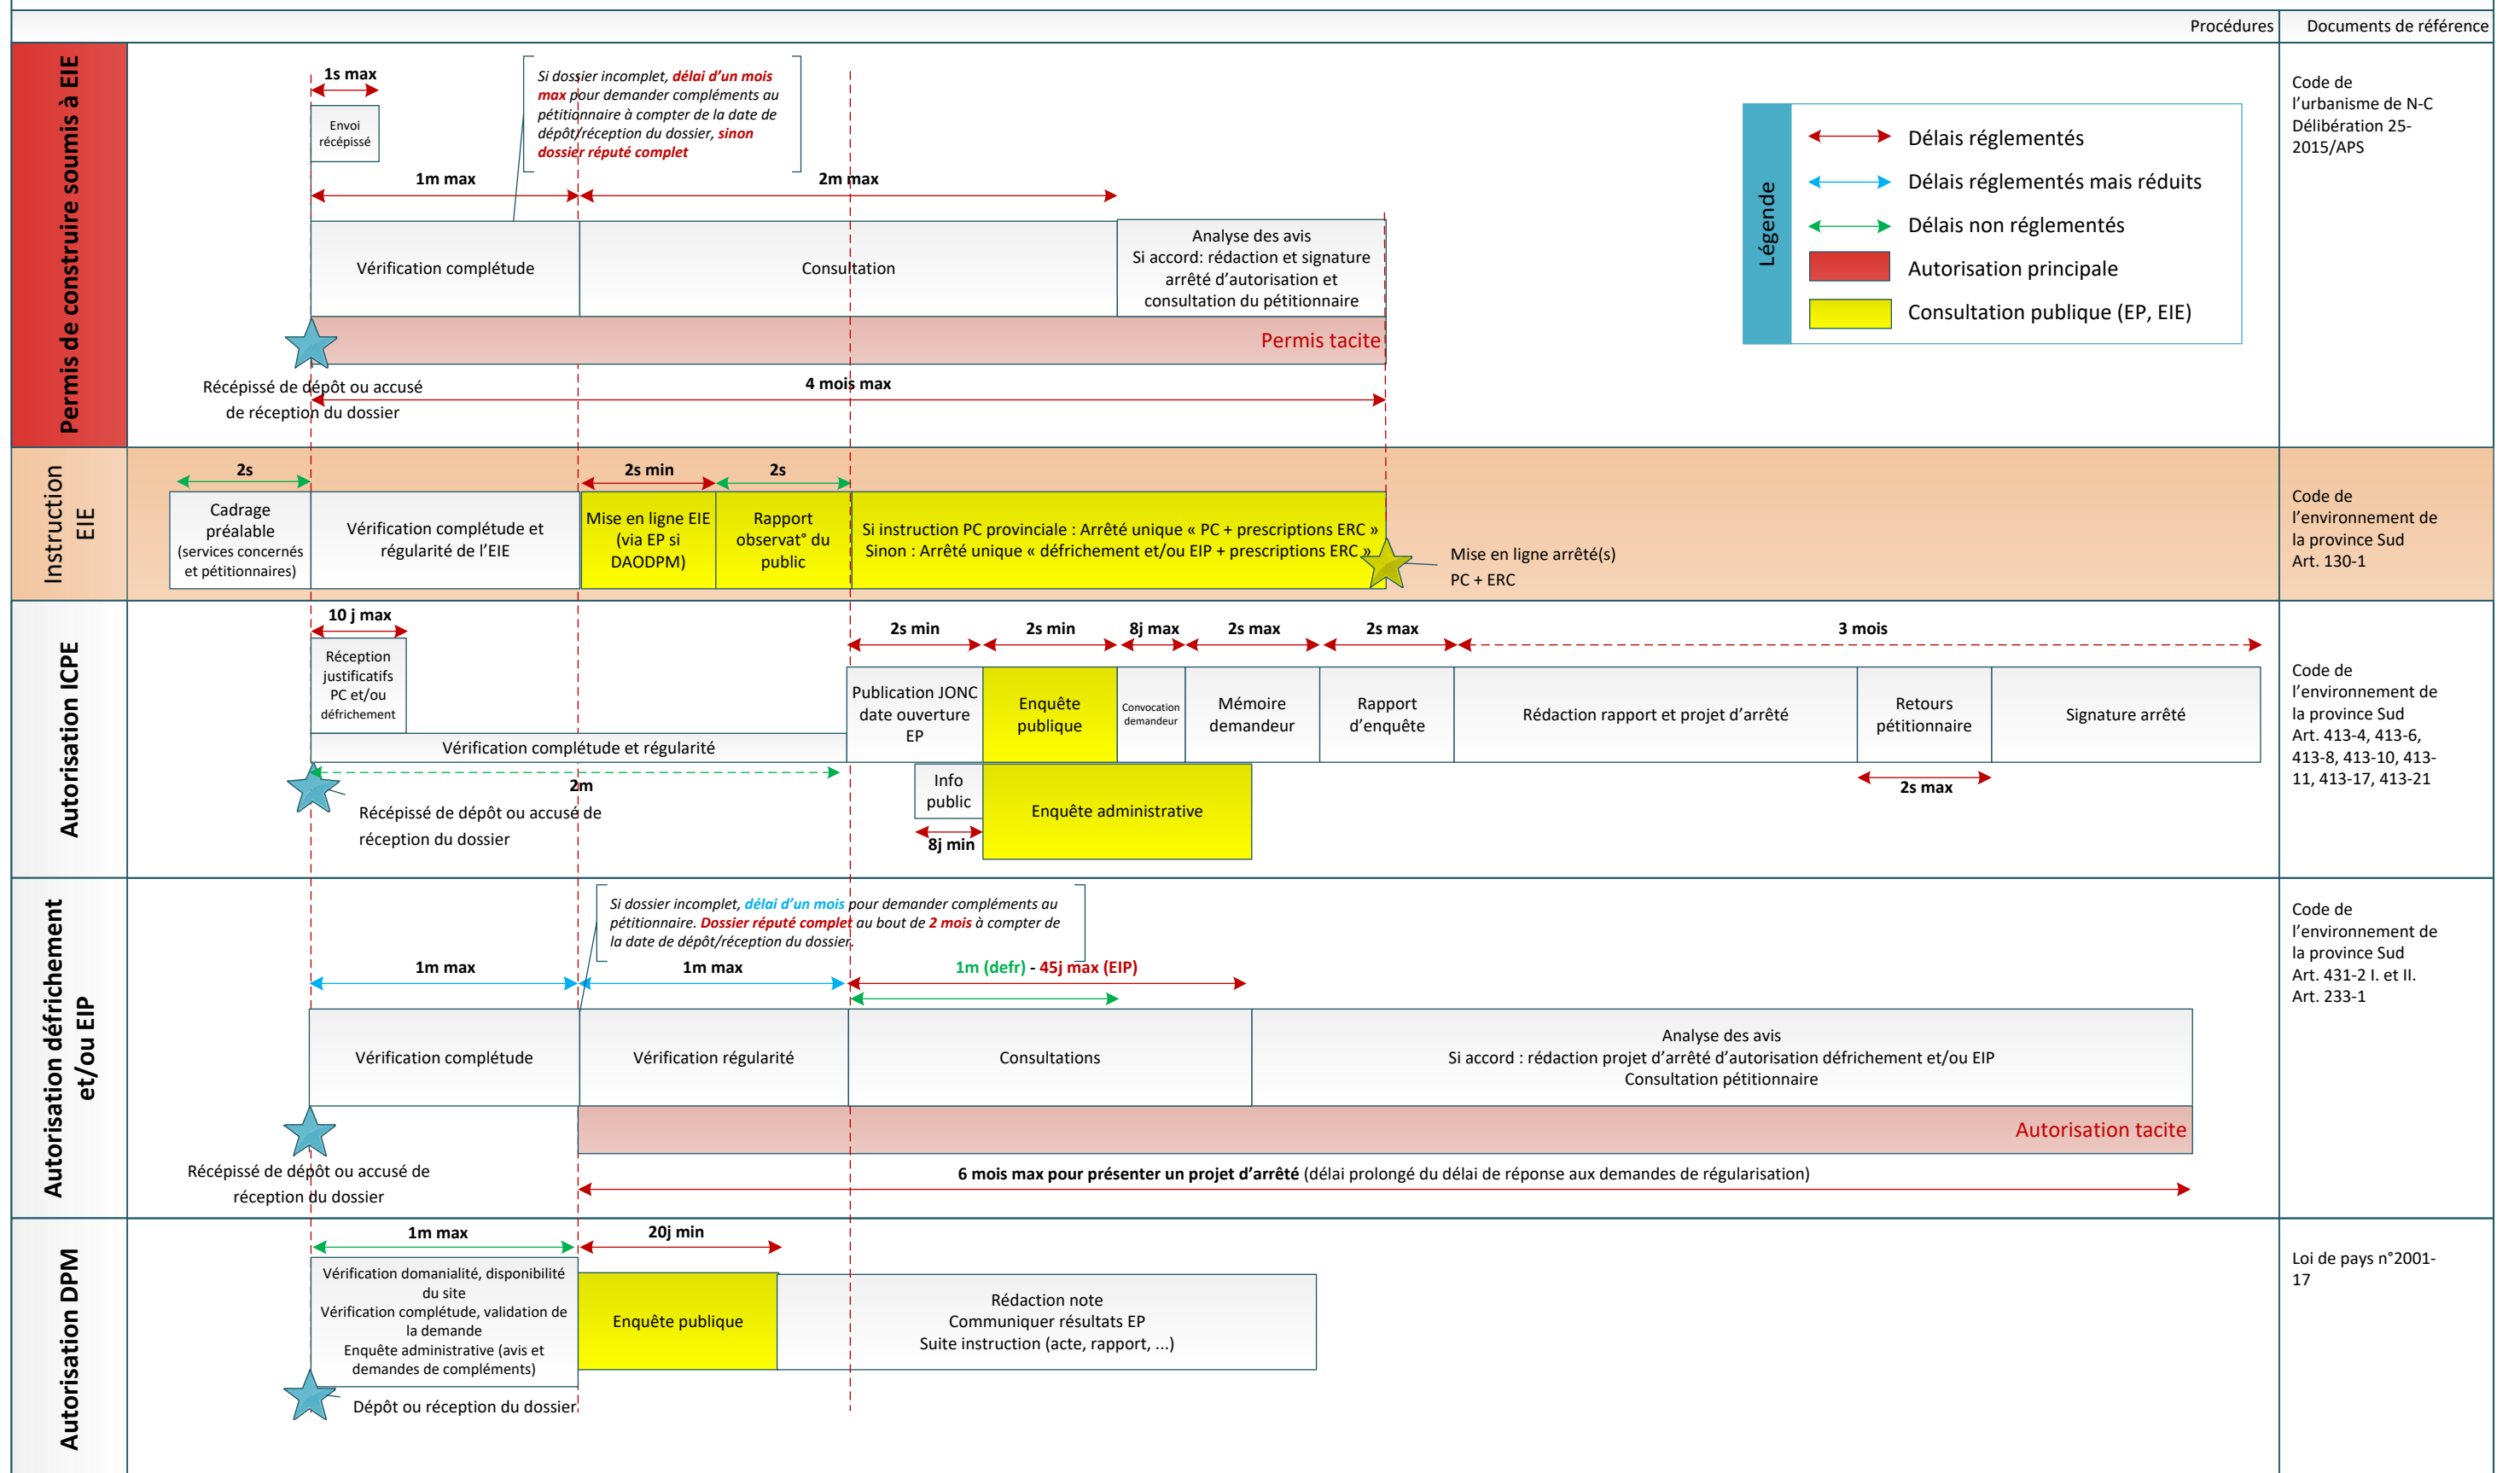 Procédures
Documents de référence
Permis de construire soumis à EIE
1s max
Envoi
récépissé
Si dossier incomplet, délai d'un mois
max pour demander compléments au
pétitionnaire à compter de la date de
dépôt/réception du dossier, sinon
dossier réputé complet
1m max
2m max
Vérification complétude
Consultation
Analyse des avis
Si accord: rédaction et signature
arrêté d'autorisation et
consultation du pétitionnaire
Permis tacite
Récépissé de dépôt ou accusé
de réception du dossier
4 mois max
Légende
Délais réglementés
Délais réglementés mais réduits
Délais non réglementés
Autorisation principale
Consultation publique (EP, EIE)
Code de
l'urbanisme de N-C
Délibération 25-
2015/APS
Instruction
EIE
2s
2s min
2s
Cadrage
préalable
(services concernés
et pétitionnaires)
Vérification complétude et
régularité de l'EIE
Mise en ligne EIE
(via EP si
DAODPM)
Rapport
observat° du
public
Si instruction PC provinciale : Arrêté unique « PC + prescriptions ERC »
Sinon : Arrêté unique « défrichement et/ou EIP + prescriptions ERC »
Mise en ligne arrêté(s)
PC + ERC
Code de
l'environnement de
la province Sud
Art. 130-1
Autorisation ICPE
10 j max
Réception
justificatifs
PC et/ou
défrichement
Vérification complétude et régularité
2m
Récépissé de dépôt ou accusé de
réception du dossier
2s min
2s min
8j max
2s max
2s max
3 mois
Publication JONC
date ouverture
EP
Enquête
publique
Convocation
demandeur
Mémoire
demandeur
Rapport
d'enquête
Rédaction rapport et projet d'arrêté
Retours
pétitionnaire
Signature arrêté
Info
public
8j min
Enquête administrative
2s max
Code de
l'environnement de
la province Sud
Art. 413-4, 413-6,
413-8, 413-10, 413-
11, 413-17, 413-21
Autorisation défrichement
et/ou EIP
Si dossier incomplet, délai d'un mois pour demander compléments au
pétitionnaire. Dossier réputé complet au bout de 2 mois à compter de
la date de dépôt/réception du dossier.
1m max
1m max
1m (defr) - 45j max (EIP)
Vérification complétude
Vérification régularité
Consultations
Analyse des avis
Si accord : rédaction projet d'arrêté d'autorisation défrichement et/ou EIP
Consultation pétitionnaire
Autorisation tacite
Récépissé de dépôt ou accusé de
réception du dossier
6 mois max pour présenter un projet d'arrêté (délai prolongé du délai de réponse aux demandes de régularisation)
Code de
l'environnement de
la province Sud
Art. 431-2 I. et II.
Art. 233-1
Autorisation DPM
1m max
20j min
Vérification domanialité, disponibilité
du site
Vérification complétude, validation de
la demande
Enquête administrative (avis et
demandes de compléments)
Enquête publique
Rédaction note
Communiquer résultats EP
Suite instruction (acte, rapport, ...)
Dépôt ou réception du dossier
Loi de pays n°2001-
17